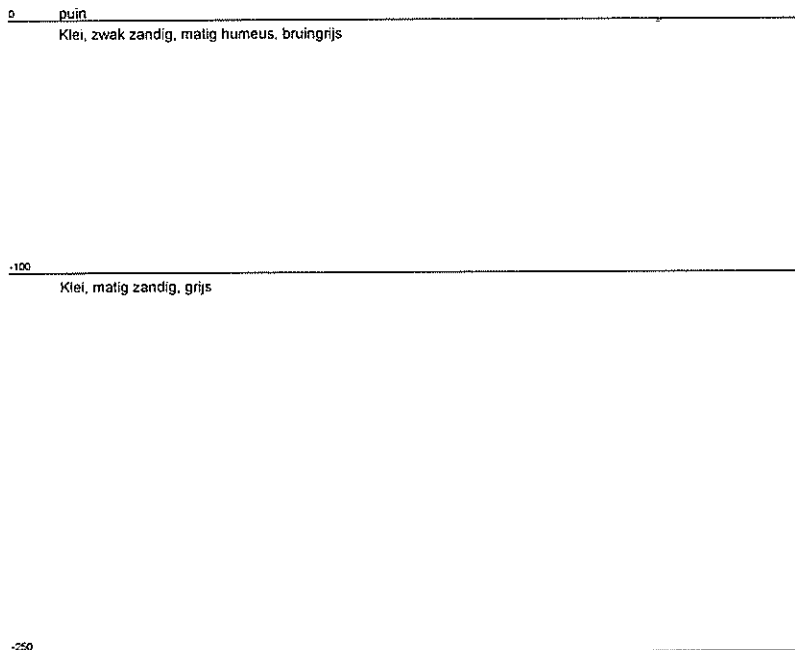 0 puin
Klei, zwak zandig, matig humeus, bruingrijs
-100
Klei, matig zandig, grijs
-250